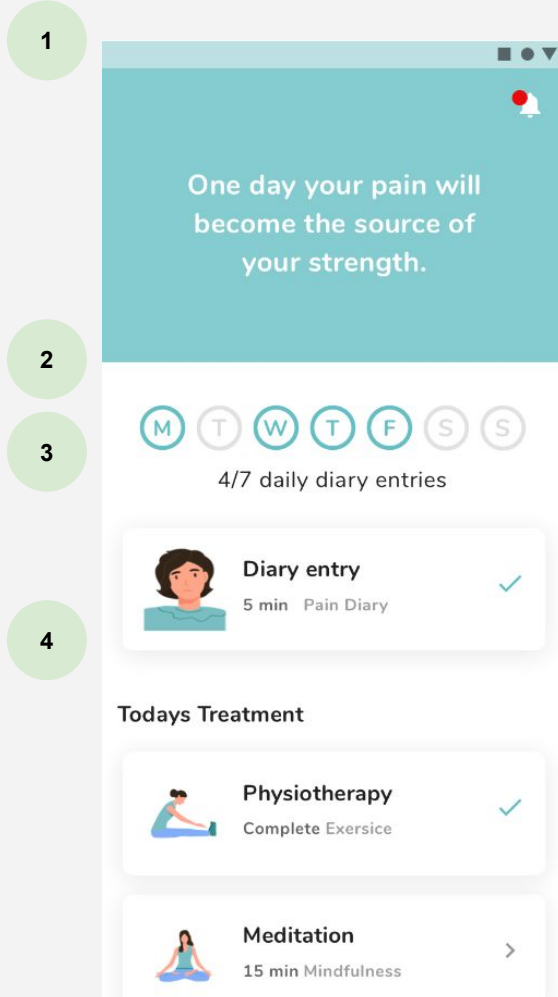 1
One day your pain will
become the source of
your strength.
2
M T W T F S S
3
4/7 daily diary entries
Diary entry
5 min Pain Diary
4
Todays Treatment
Physiotherapy
Complete Exersice
Meditation
15 min Mindfulness